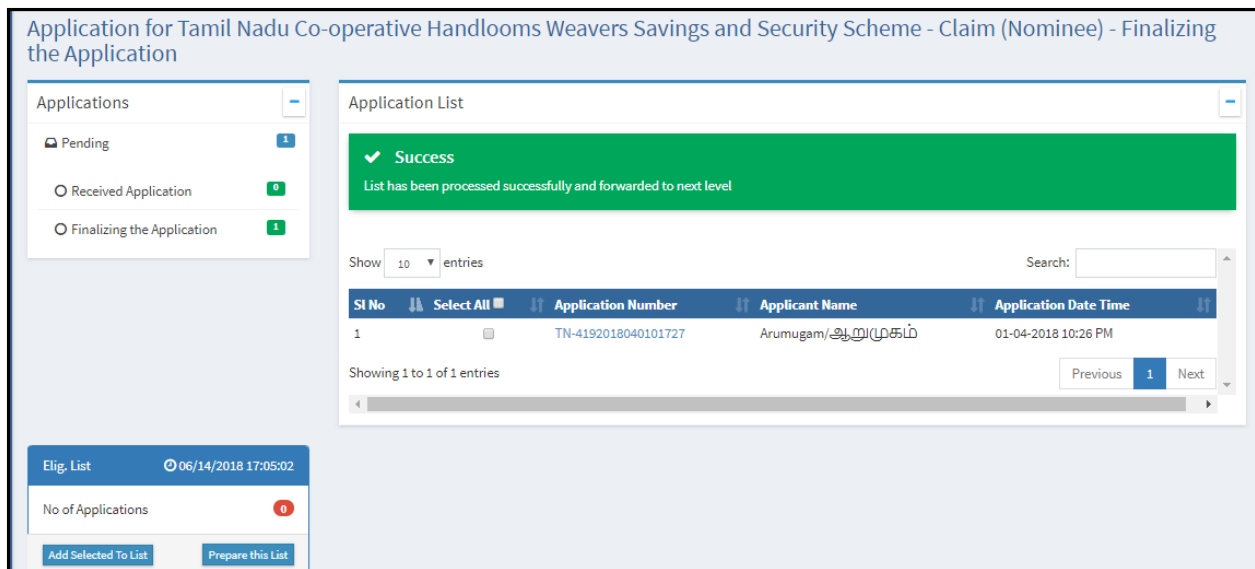 Application for Tamil Nadu Co-operative Handlooms Weavers Savings and Security Scheme - Claim (Nominee) - Finalizing
the Application
Applications
Pending 1
Received Application 0
Finalizing the Application 1
Application List
Success
List has been processed successfully and forwarded to next level
Show 10 entries Search:
Sl No Select All Application Number Applicant Name Application Date Time
1 TN-4192018040101727 Arumugam/ஆறுமுகம் 01-04-2018 10:26 PM
Showing 1 to 1 of 1 entries Previous 1 Next
Elig. List 06/14/2018 17:05:02
No of Applications 0
Add Selected To List Prepare this List